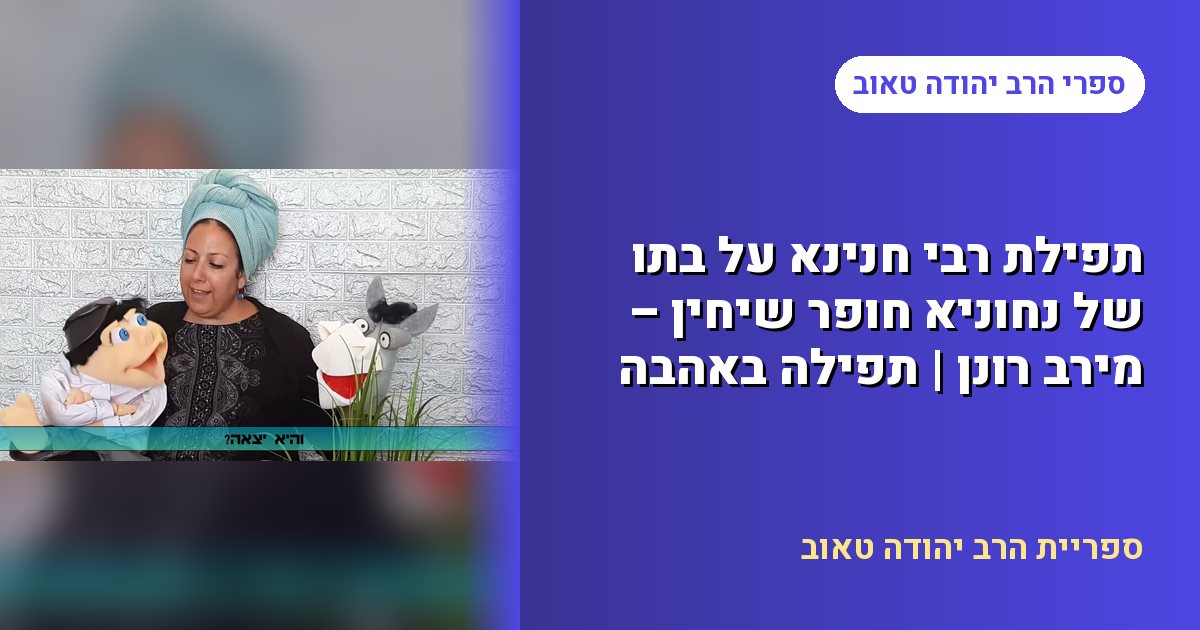 ספרי הרב יהודה טאוב
תפילת רבי חנינא על בתו
של נחוניא חופר שיחין –
מירב רונן | תפילה באהבה
והיא יצאה?
ספריית הרב יהודה טאוב